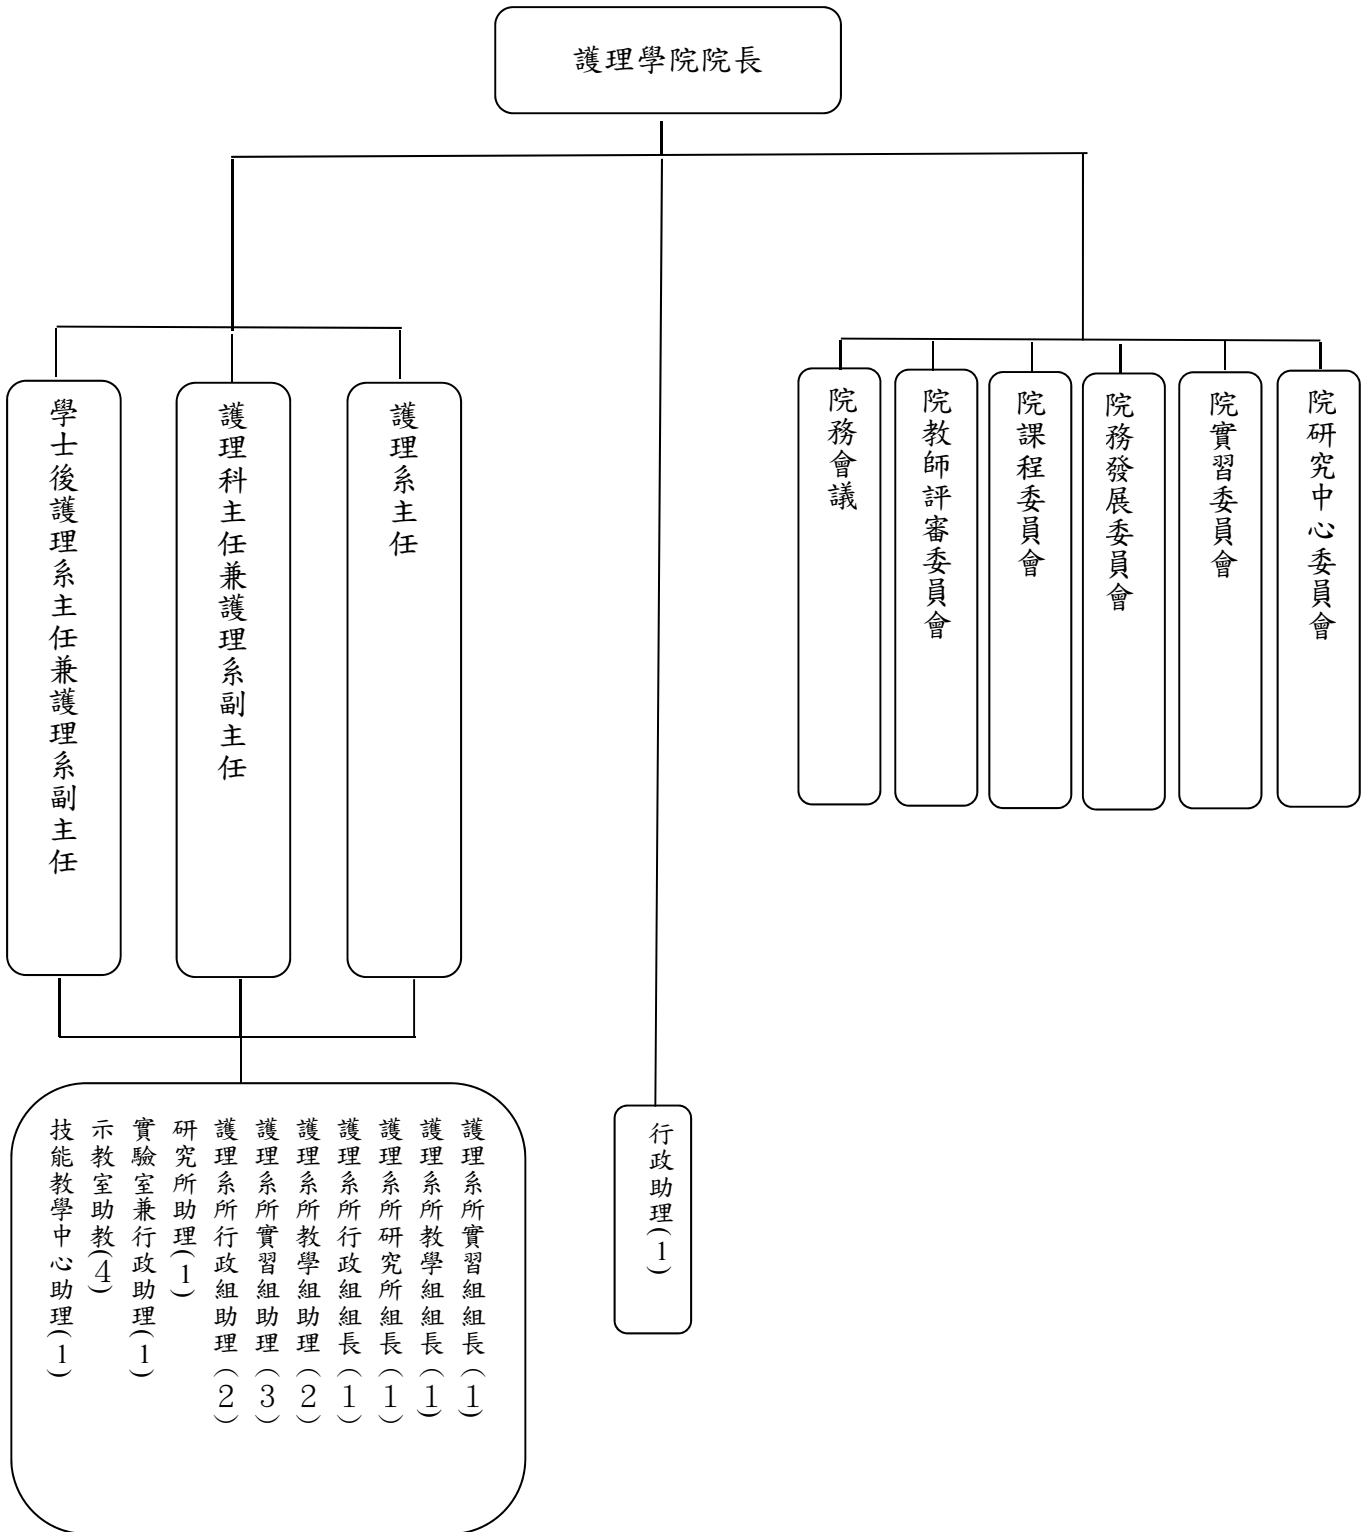 護理學院院長
學士後護理系主任兼護理系副主任
護理科主任兼護理系副主任
護理系主任
院務會議
院教師評審委員會
院課程委員會
院務發展委員會
院實習委員會
院研究中心委員會
護理系所實習組組長(1)
護理系所教學組組長(1)
護理系所研究所組長(1)
護理系所行政組組長(1)
護理系所教學組助理(2)
護理系所實習組助理(3)
護理系所行政組助理(2)
研究所助理(1)
實驗室兼行政助理(1)
示教室助教(4)
技能教學中心助理(1)
行政助理(1)